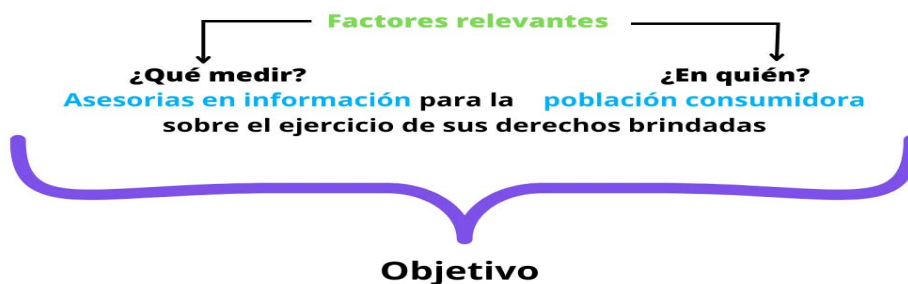 Factores relevantes
¿Qué medir? ¿En quién?
Asesorias en información para la población consumidora
sobre el ejercicio de sus derechos brindadas
Objetivo